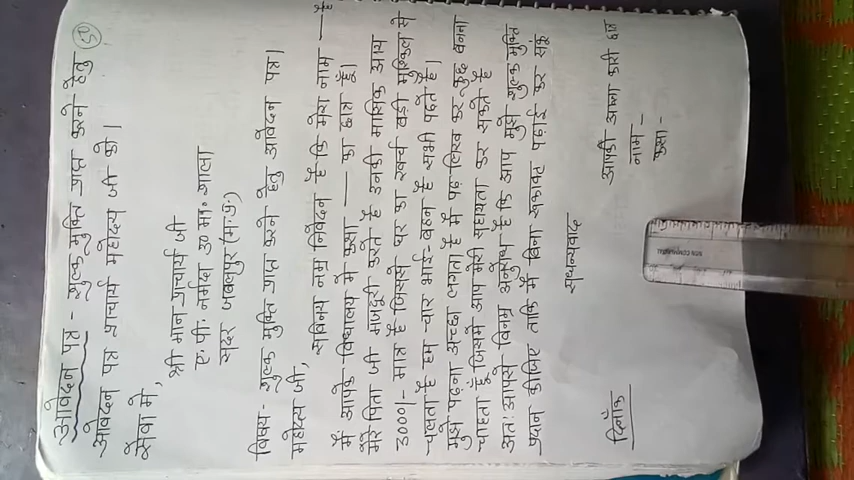 आवेदन पत्र - शुल्क मुक्ति प्राप्त करने हेतु
आवेदन पत्र प्राचार्य महोदय जी को।
सेवा में,
श्री मान प्राचार्य जी
ए. पी. नर्मदा उ० मा० शाला
सदर जबलपुर (म.प्र.)
विषय - शुल्क मुक्ति प्राप्त करने हेतु आवेदन पत्र।
महोदय जी,
सविनय नम्र निवेदन है कि मेरा नाम — है
मैं आपके विद्यालय में कक्षा — का छात्र हूँ।
मेरे पिता जी मजदूरी करते है उनकी मासिक आय
3000/- मात्र है जिससे घर का खर्च बड़ी मुश्किल से
चलता है हम चार भाई-बहन है सभी पढ़ते है।
मुझे पढ़ना अच्छा लगता है मैं पढ़ लिख कर कुछ बनना
चाहता हूँ जिसमें आप मेरी सहायता कर सकते है
अतः आपसे विनम्र अनुरोध है कि आप मुझे शुल्क मुक्ति
प्रदान कीजिए ताकि मैं बिना रुकावट पढ़ाई कर सकूं
सधन्यवाद
दिनाँक
आपकी आज्ञा कारी छात्र
नाम -
कक्षा -